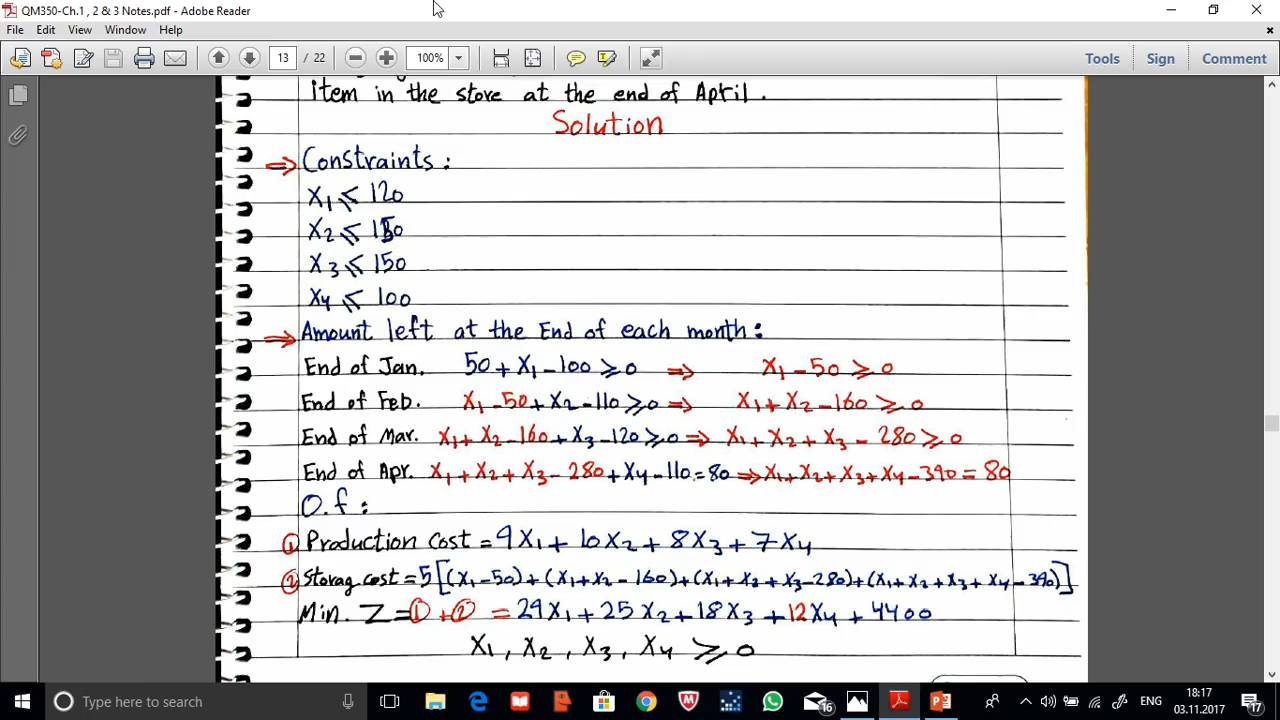 QM350-Ch.1, 2 & 3 Notes.pdf - Adobe Reader
File Edit View Window Help
13 / 22 100% Tools Sign Comment
item in the store at the end of April.
Solution
⇒ Constraints:
X1 ≤ 120
X2 ≤ 150
X3 ≤ 150
X4 ≤ 100
⇒ Amount left at the End of each month:
End of Jan. 50 + X1 - 100 ≥ 0 ⇒ X1 - 50 ≥ 0
End of Feb. X1 - 50 + X2 - 110 ≥ 0 ⇒ X1 + X2 - 160 ≥ 0
End of Mar. X1 + X2 - 160 + X3 - 120 ≥ 0 ⇒ X1 + X2 + X3 - 280 ≥ 0
End of Apr. X1 + X2 + X3 - 280 + X4 - 110 = 80 ⇒ X1 + X2 + X3 + X4 - 390 = 80
O.f:
① Production Cost = 9X1 + 10X2 + 8X3 + 7X4
② Storag cost = 5[(X1 - 50) + (X1 + X2 - 160) + (X1 + X2 + X3 - 280) + (X1 + X2 + X3 + X4 - 390)]
Min. Z = ① + ② = 29X1 + 25X2 + 18X3 + 12X4 + 4400
X1, X2, X3, X4 ≥ 0
Type here to search
16
ENG
18:17
03.11.2017
17